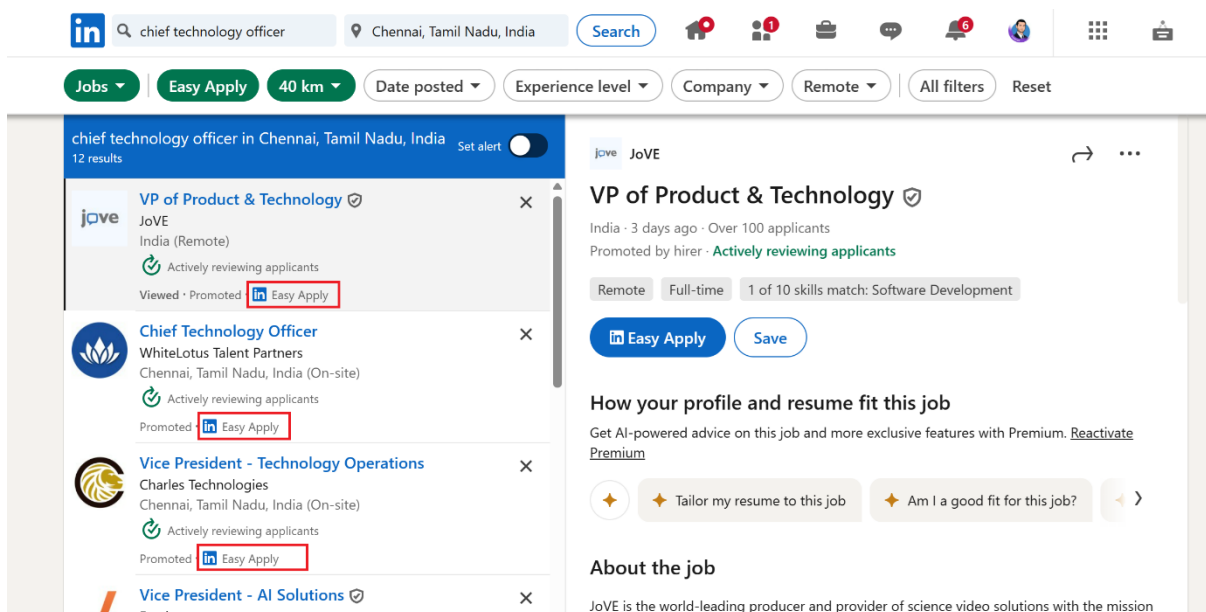 in
chief technology officer
Chennai, Tamil Nadu, India
Search
1
6
Jobs
Easy Apply
40 km
Date posted
Experience level
Company
Remote
All filters
Reset
chief technology officer in Chennai, Tamil Nadu, India
Set alert
12 results
jove
VP of Product & Technology
JoVE
India (Remote)
Actively reviewing applicants
Viewed · Promoted · in Easy Apply
Chief Technology Officer
WhiteLotus Talent Partners
Chennai, Tamil Nadu, India (On-site)
Actively reviewing applicants
Promoted · in Easy Apply
Vice President - Technology Operations
Charles Technologies
Chennai, Tamil Nadu, India (On-site)
Actively reviewing applicants
Promoted · in Easy Apply
Vice President - AI Solutions
jove JoVE
VP of Product & Technology
India · 3 days ago · Over 100 applicants
Promoted by hirer · Actively reviewing applicants
Remote
Full-time
1 of 10 skills match: Software Development
in Easy Apply
Save
How your profile and resume fit this job
Get AI-powered advice on this job and more exclusive features with Premium. Reactivate
Premium
Tailor my resume to this job
Am I a good fit for this job?
About the job
JoVE is the world-leading producer and provider of science video solutions with the mission